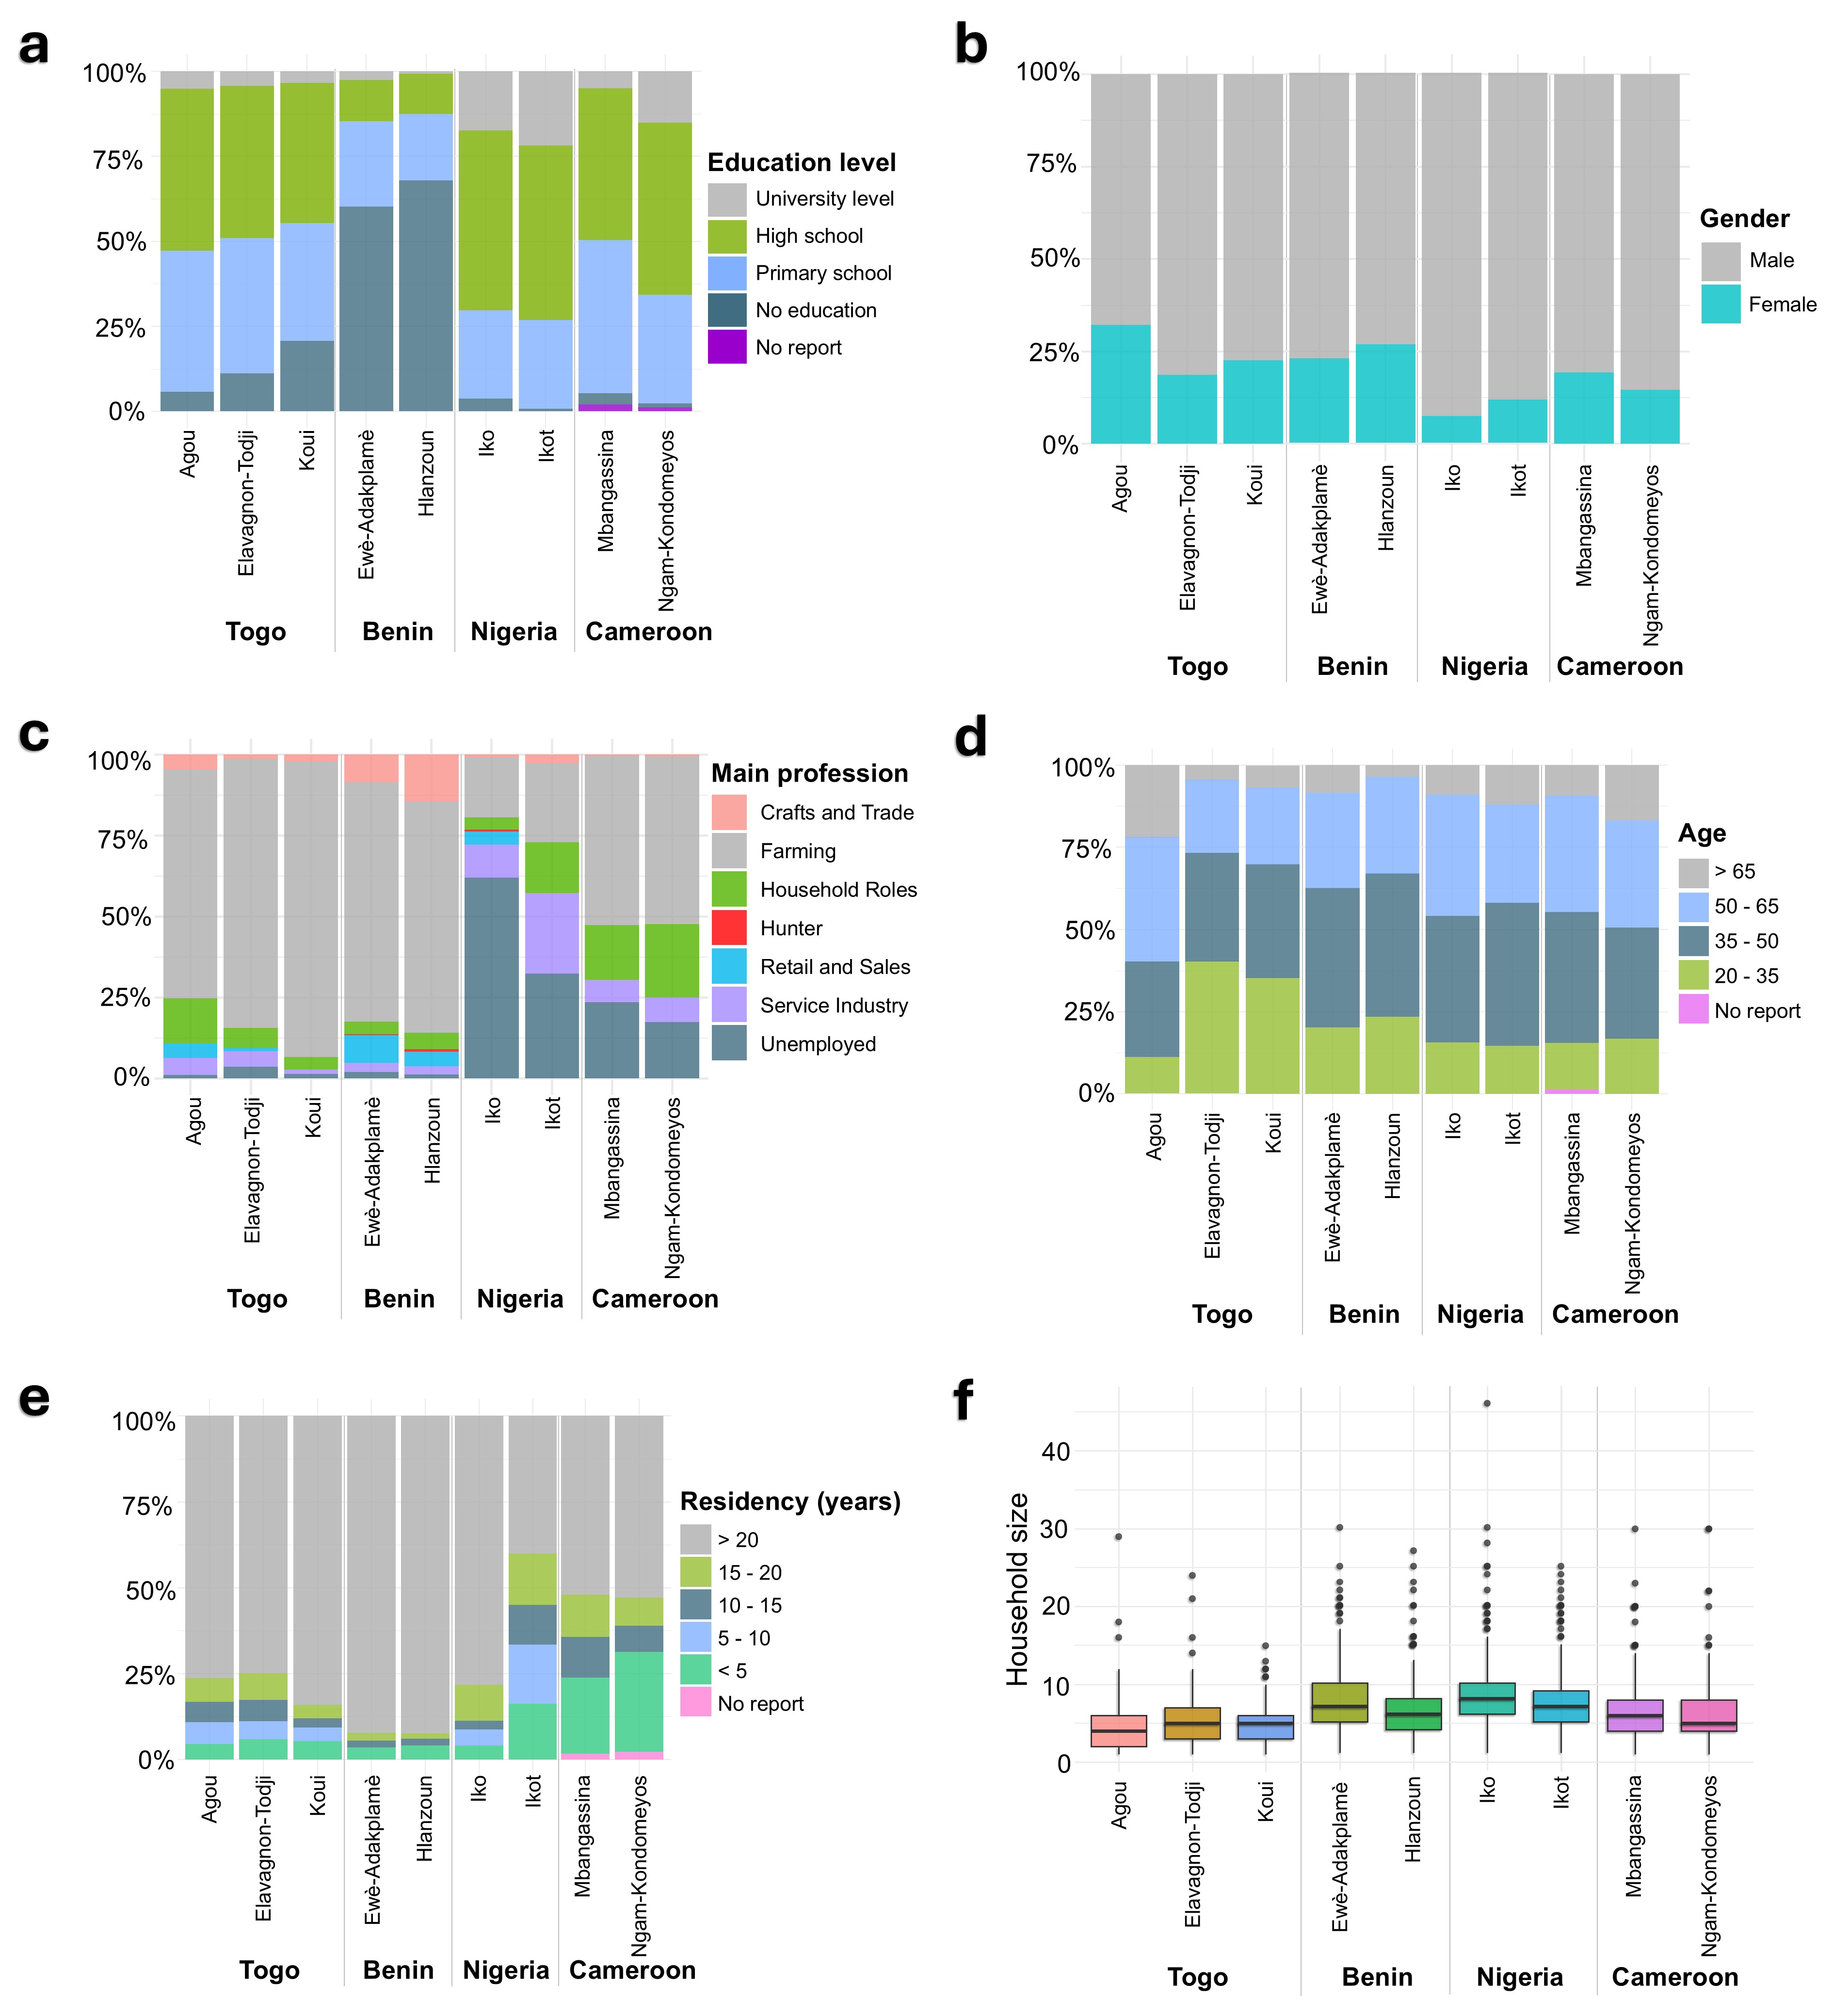 a
100%
75%
50%
25%
0%
Education level
University level
High school
Primary school
No education
No report
Agou
Elavagnon-Todji
Koui
Ewè-Adakplamè
Hlanzoun
Iko
Ikot
Mbangassina
Ngam-Kondomeyos
Togo
Benin
Nigeria
Cameroon
b
100%
75%
50%
25%
0%
Gender
Male
Female
Agou
Elavagnon-Todji
Koui
Ewè-Adakplamè
Hlanzoun
Iko
Ikot
Mbangassina
Ngam-Kondomeyos
Togo
Benin
Nigeria
Cameroon
c
100%
75%
50%
25%
0%
Main profession
Crafts and Trade
Farming
Household Roles
Hunter
Retail and Sales
Service Industry
Unemployed
Agou
Elavagnon-Todji
Koui
Ewè-Adakplamè
Hlanzoun
Iko
Ikot
Mbangassina
Ngam-Kondomeyos
Togo
Benin
Nigeria
Cameroon
d
100%
75%
50%
25%
0%
Age
> 65
50 - 65
35 - 50
20 - 35
No report
Agou
Elavagnon-Todji
Koui
Ewè-Adakplamè
Hlanzoun
Iko
Ikot
Mbangassina
Ngam-Kondomeyos
Togo
Benin
Nigeria
Cameroon
e
100%
75%
50%
25%
0%
Residency (years)
> 20
15 - 20
10 - 15
5 - 10
< 5
No report
Agou
Elavagnon-Todji
Koui
Ewè-Adakplamè
Hlanzoun
Iko
Ikot
Mbangassina
Ngam-Kondomeyos
Togo
Benin
Nigeria
Cameroon
f
Household size
40
30
20
10
0
Agou
Elavagnon-Todji
Koui
Ewè-Adakplamè
Hlanzoun
Iko
Ikot
Mbangassina
Ngam-Kondomeyos
Togo
Benin
Nigeria
Cameroon